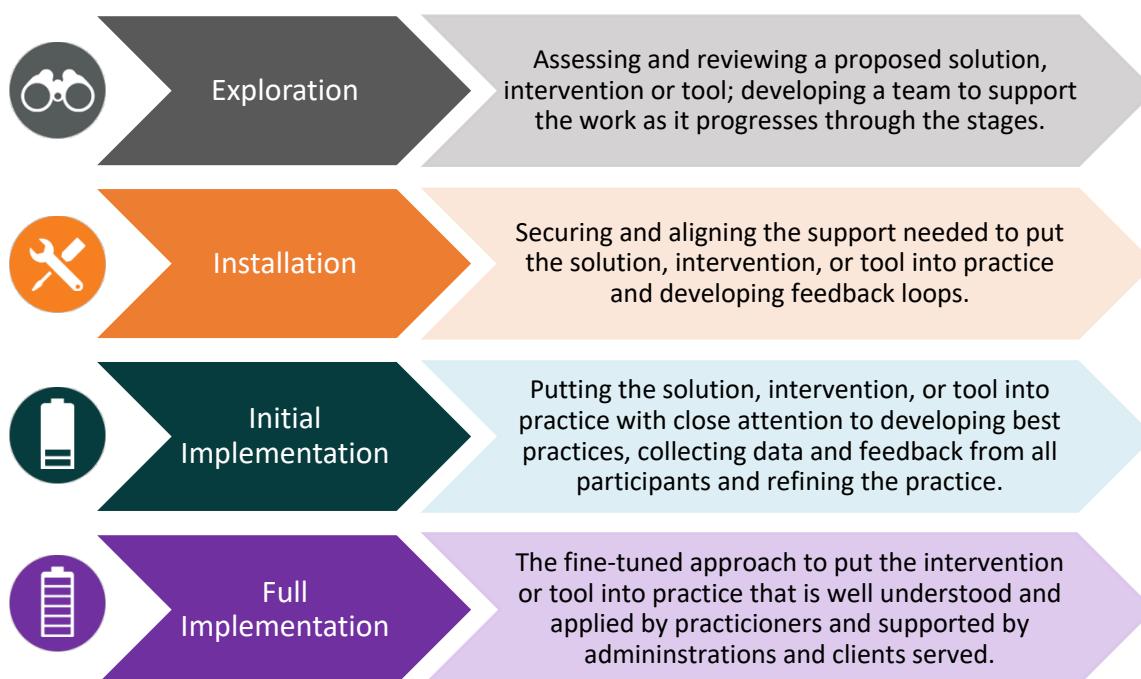 Exploration
Assessing and reviewing a proposed solution,
intervention or tool; developing a team to support
the work as it progresses through the stages.
Installation
Securing and aligning the support needed to put
the solution, intervention, or tool into practice
and developing feedback loops.
Initial
Implementation
Putting the solution, intervention, or tool into
practice with close attention to developing best
practices, collecting data and feedback from all
participants and refining the practice.
Full
Implementation
The fine-tuned approach to put the intervention
or tool into practice that is well understood and
applied by practicioners and supported by
admininstrations and clients served.